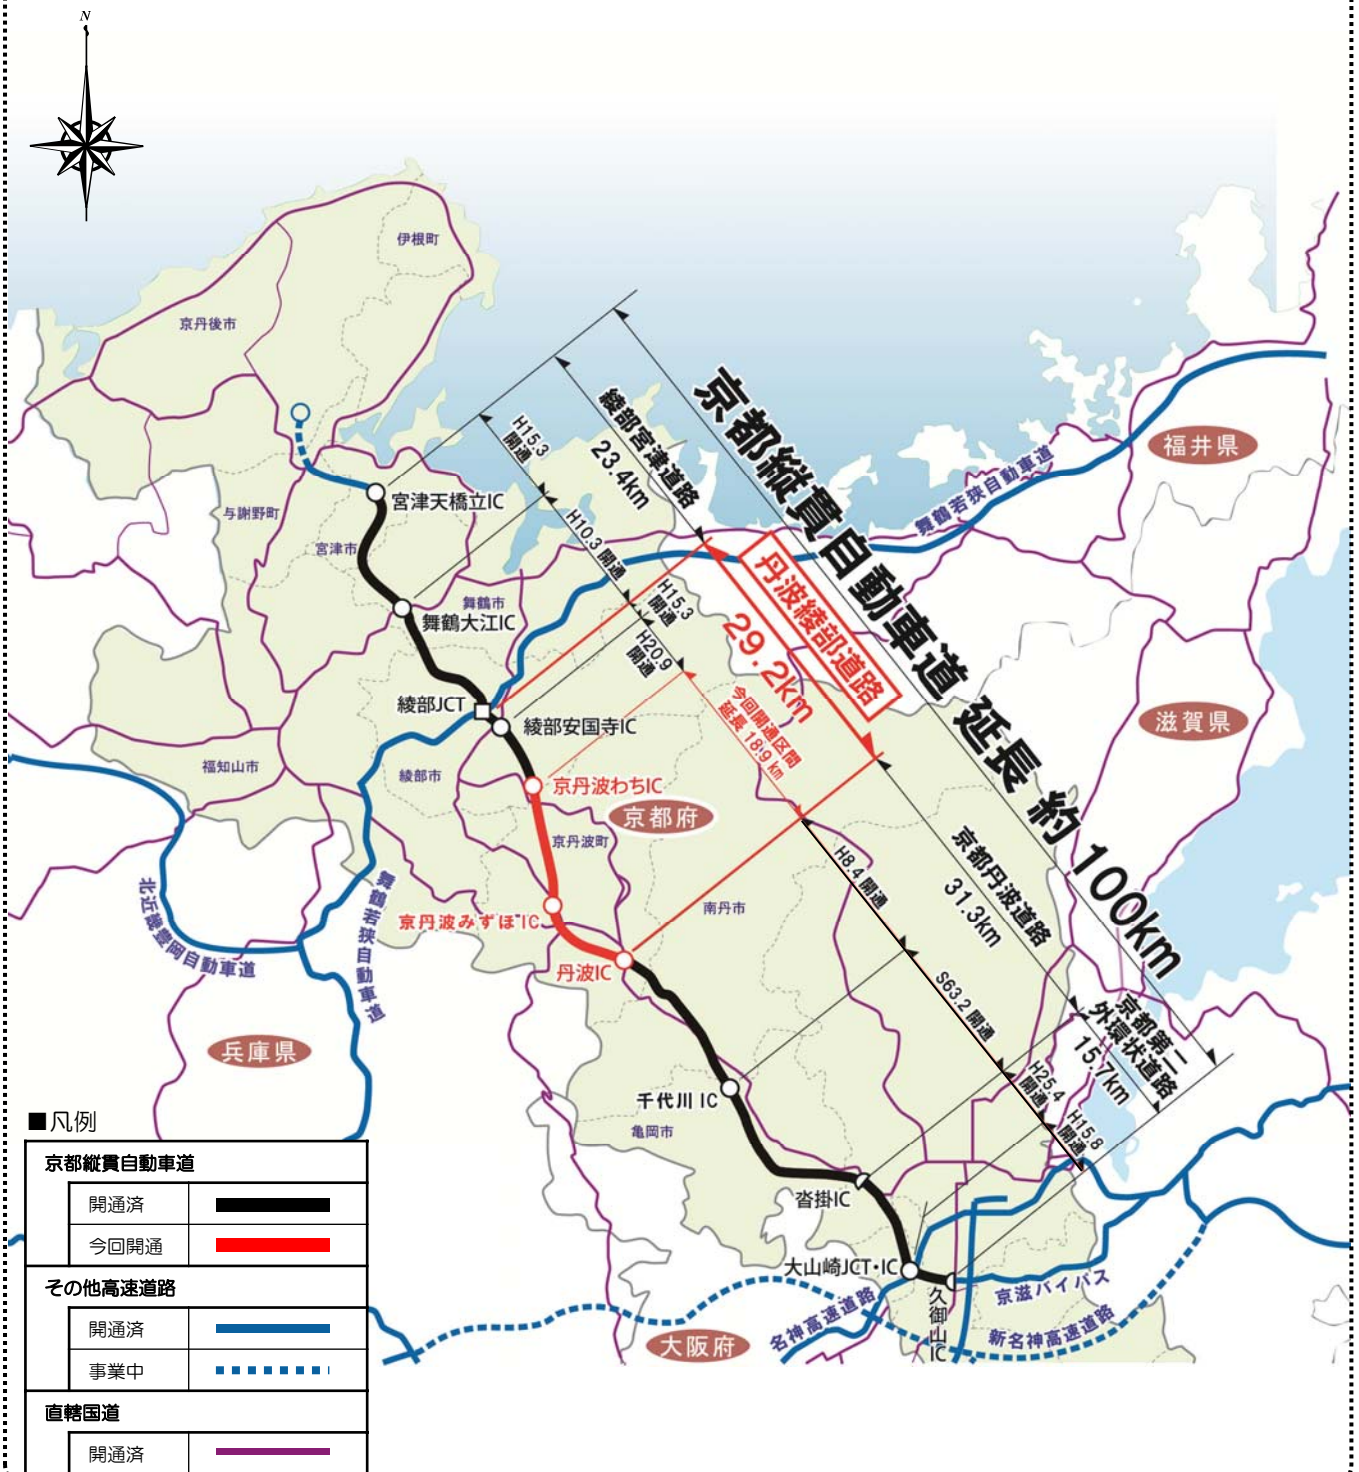 N
伊根町
京丹後市
京都縦貫自動車道 延長 約 100km
綾部宮津道路
23.4km
H15.3
開通
H10.3 開通
H15.3
開通
H20.9
開通
丹波綾部道路
29.2km
今回開通区間
延長 18.9 km
舞鶴若狭自動車道
福井県
宮津天橋立IC
与謝野町
宮津市
舞鶴市
舞鶴大江IC
綾部JCT
綾部安国寺IC
滋賀県
福知山市
綾部市
京丹波わちIC
京都府
京丹波町
H8.4 開通
京都丹波道路
31.3km
南丹市
京丹波みずほIC
北近畿豊岡自動車道
舞鶴若狭自動車道
丹波IC
S63.2 開通
京都第二
外環状道路
15.7km
H25.4
開通
H15.8
開通
兵庫県
千代川 IC
亀岡市
沓掛IC
大山崎JCT・IC
久御山IC
京滋バイパス
名神高速道路
新名神高速道路
大阪府
■凡例
京都縦貫自動車道
開通済
今回開通
その他高速道路
開通済
事業中
直轄国道
開通済